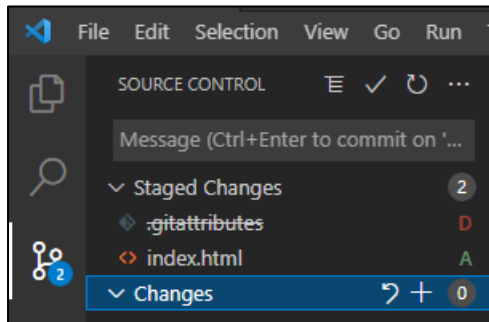 File Edit Selection View Go Run
SOURCE CONTROL
Message (Ctrl+Enter to commit on '...
Staged Changes 2
.gitattributes D
index.html A
2
Changes 0